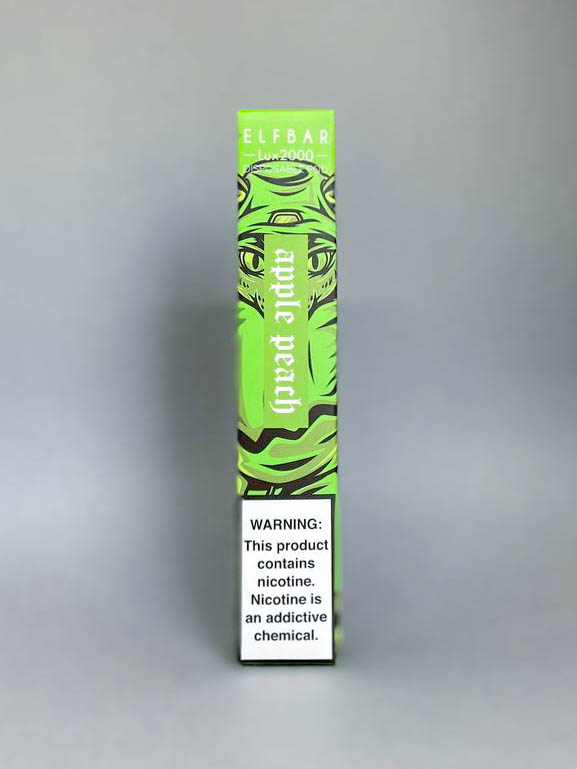 ELFBAR
Lux2000
DISPOSABLE POD
apple peach
WARNING:
This product
contains
nicotine.
Nicotine is
an addictive
chemical.